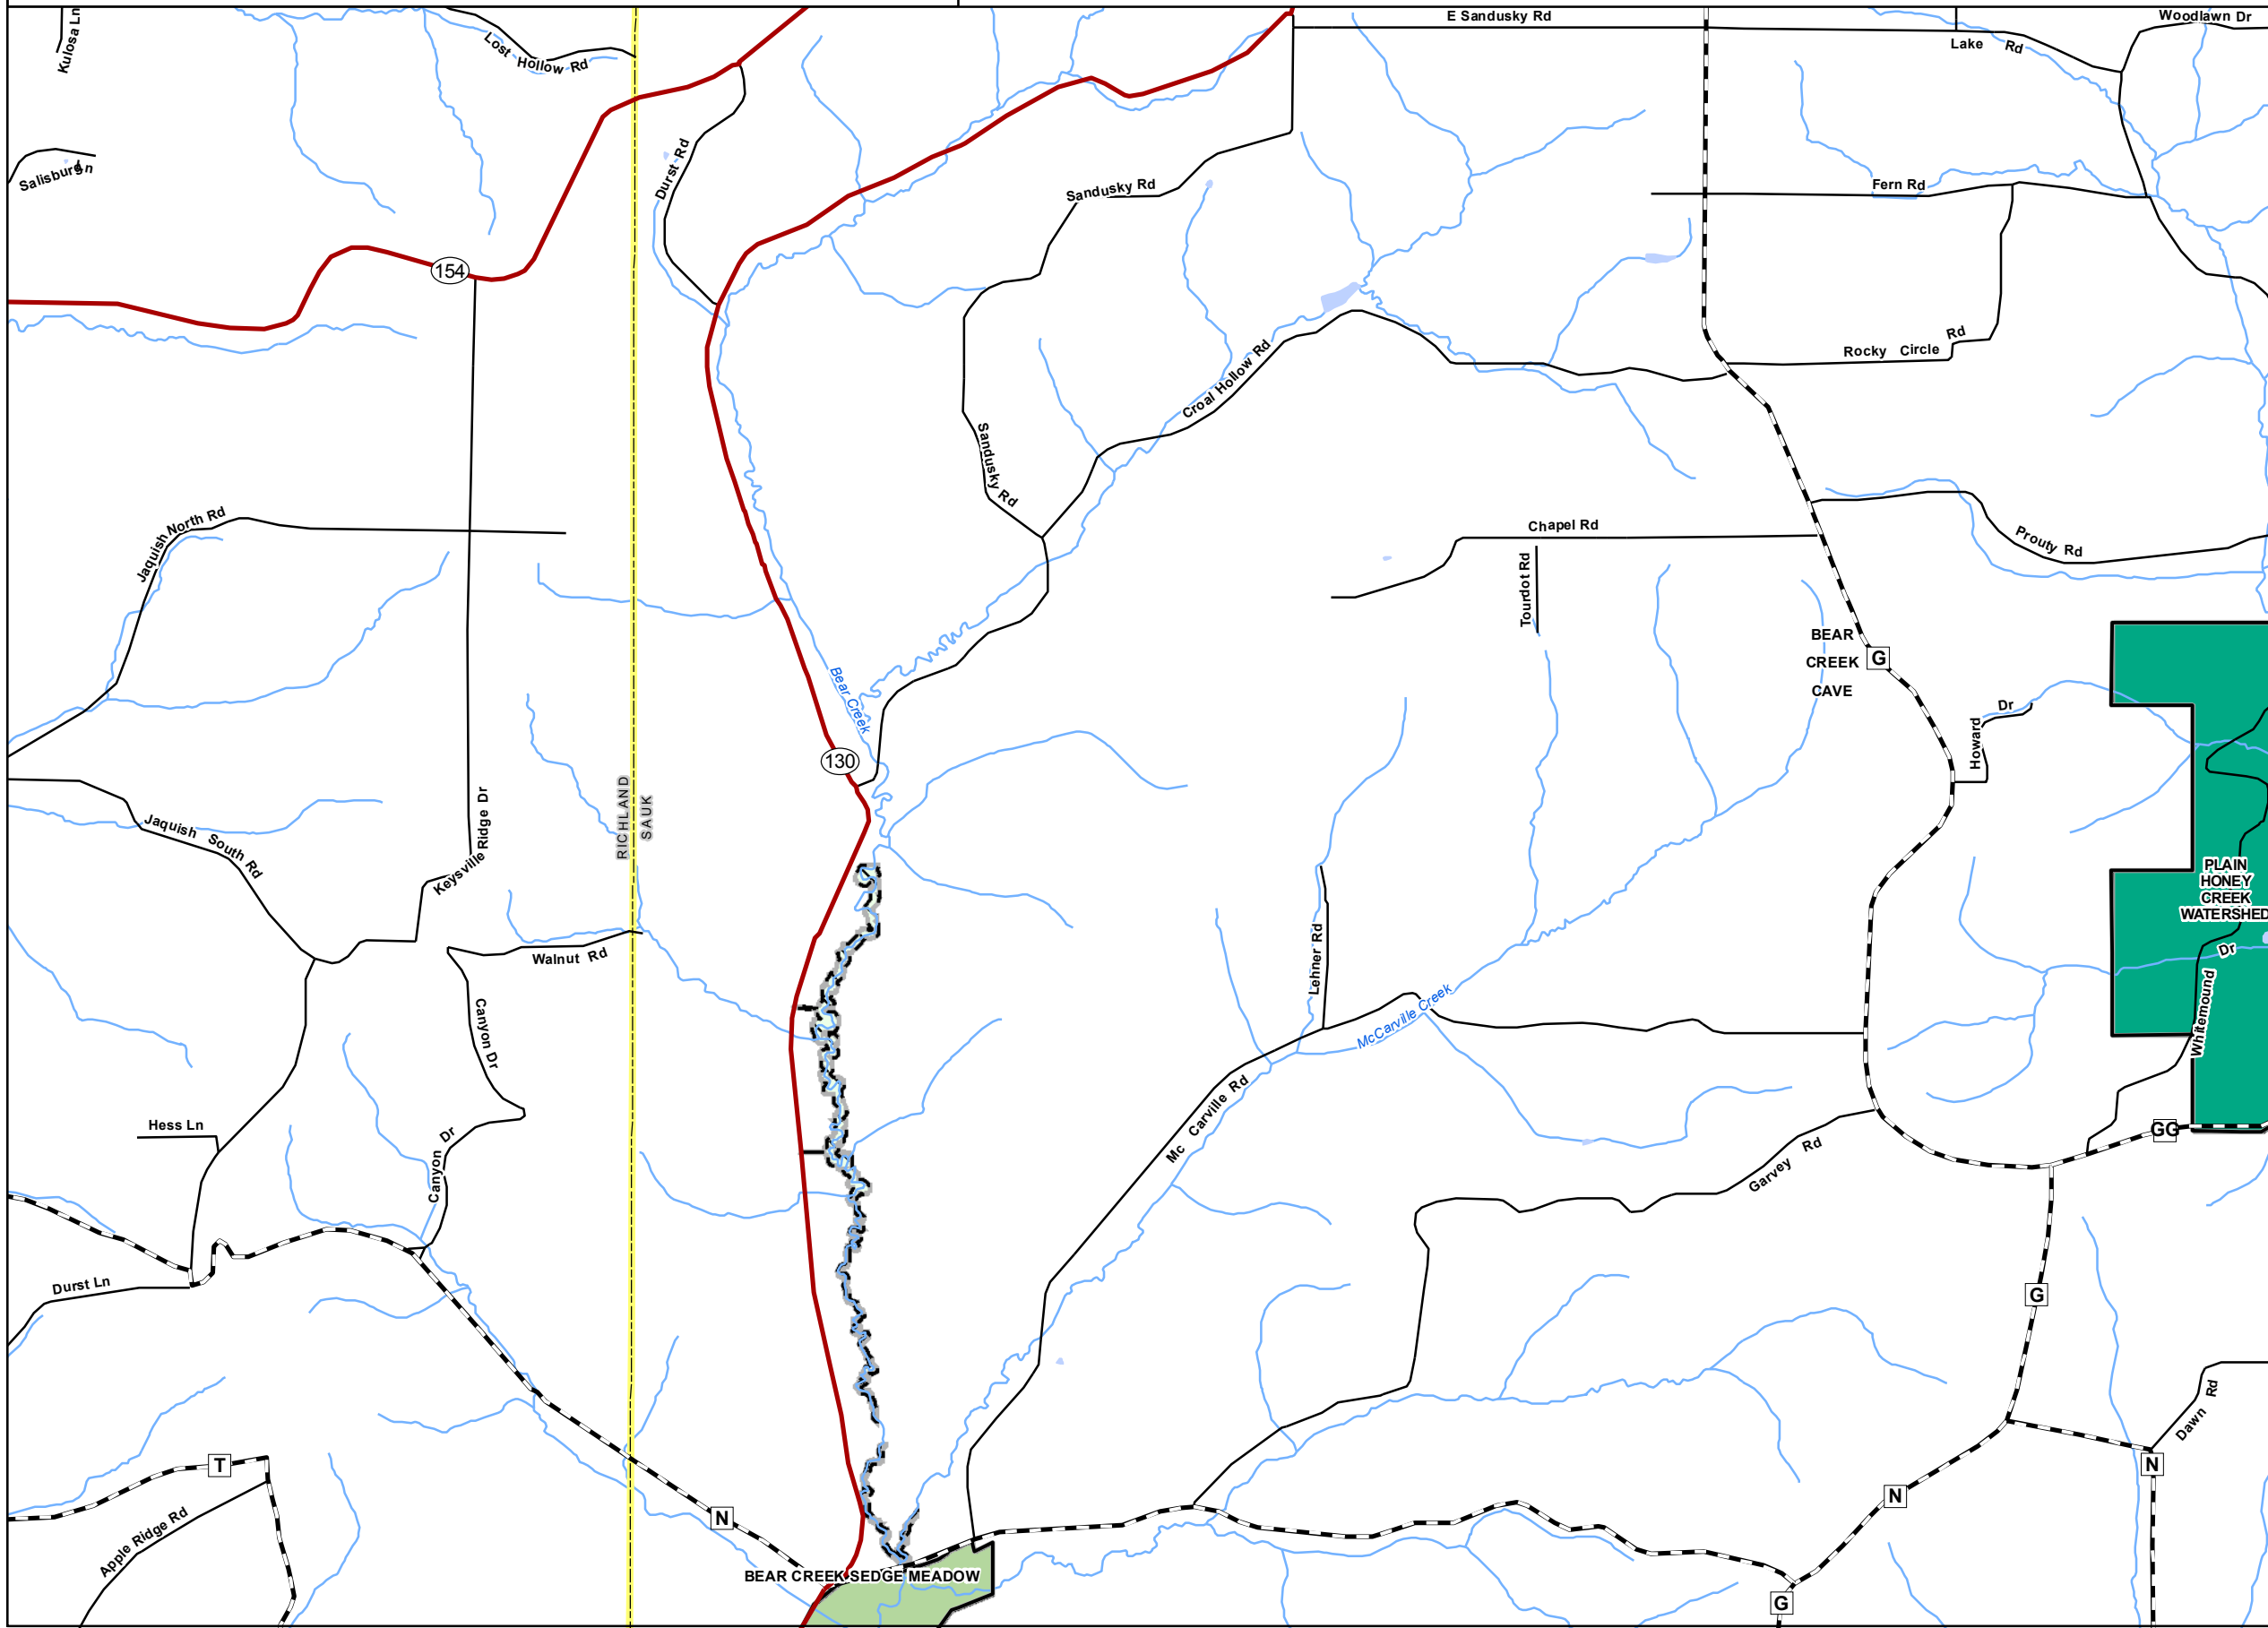 Kulosa Ln
Lost Hollow Rd
E Sandusky Rd
Woodlawn Dr
Lake Rd
Salisburg Ln
Durst Rd
Sandusky Rd
Fern Rd
154
Rocky Circle Rd
Croal Hollow Rd
Sandusky Rd
Jaquish North Rd
Chapel Rd
Prouty Rd
Tourdot Rd
BEAR
CREEK
CAVE
G
Bear Creek
Howard Dr
130
RICHLAND
SAUK
Keysville Ridge Dr
Jaquish South Rd
PLAIN
HONEY
CREEK
WATERSHED
Walnut Rd
Lehner Rd
Whitemound Dr
Canyon Dr
McCarville Creek
Mc Carville Rd
Hess Ln
Canyon Dr
GG
Garvey Rd
Durst Ln
G
Dawn Rd
T
N
N
N
Apple Ridge Rd
BEAR CREEK SEDGE MEADOW
G